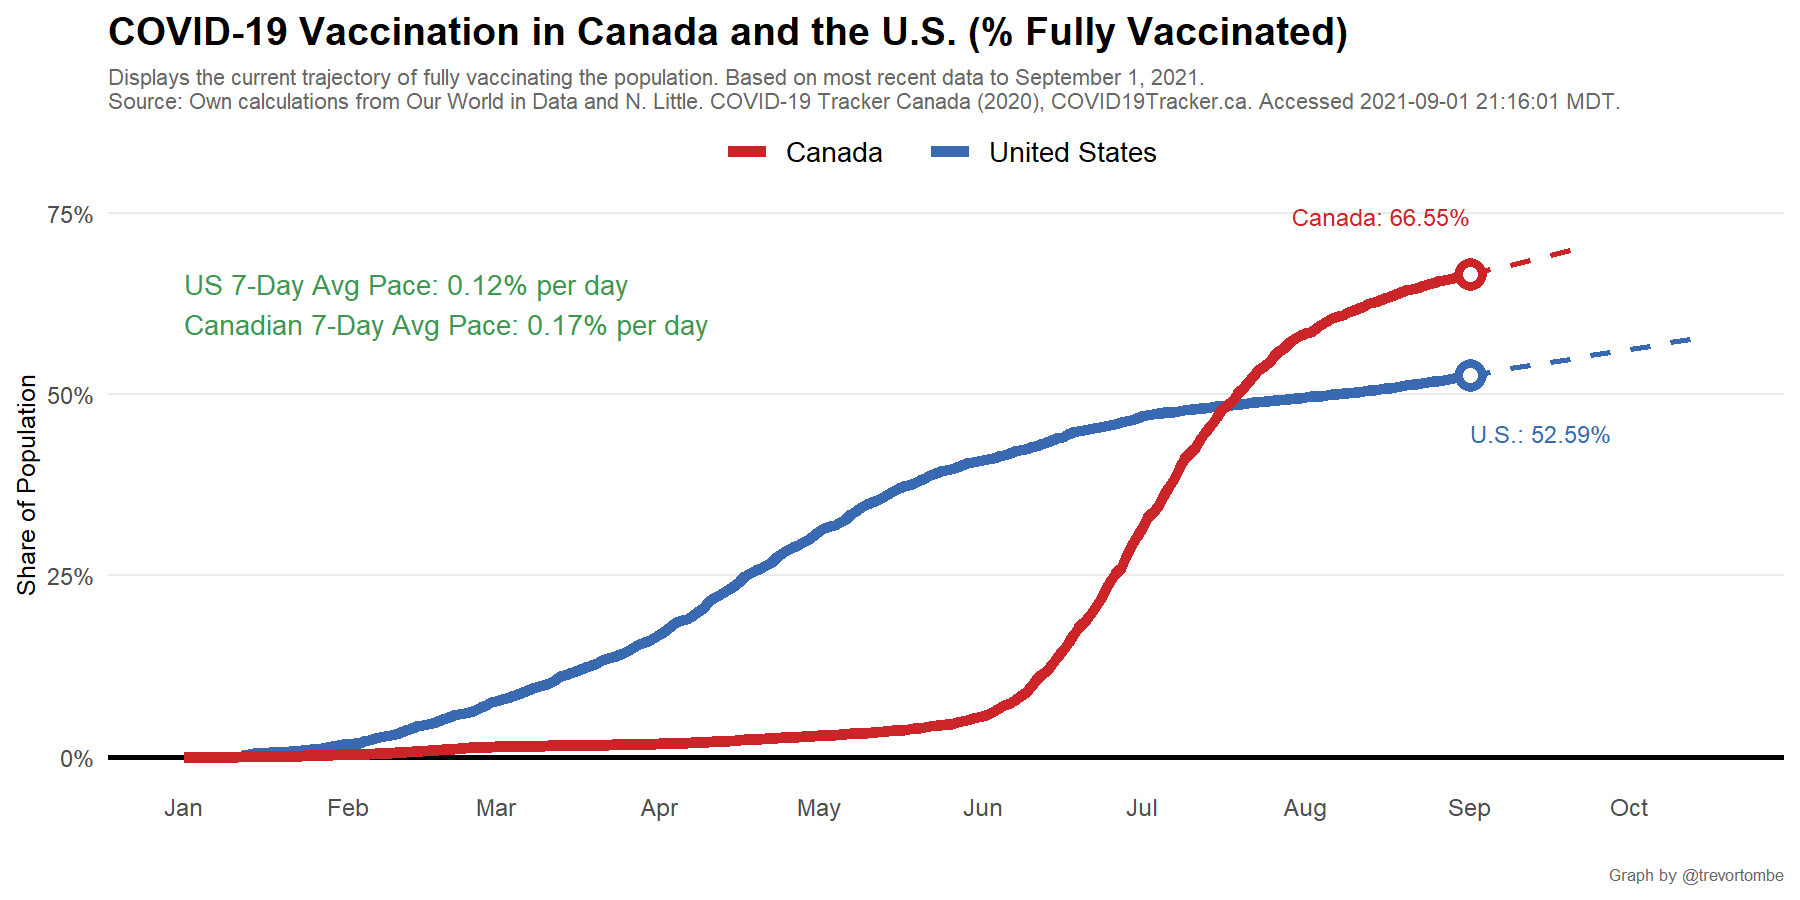 COVID-19 Vaccination in Canada and the U.S. (% Fully Vaccinated)
Displays the current trajectory of fully vaccinating the population. Based on most recent data to September 1, 2021.
Source: Own calculations from Our World in Data and N. Little. COVID-19 Tracker Canada (2020), COVID19Tracker.ca. Accessed 2021-09-01 21:16:01 MDT.
Canada
United States
75%
Canada: 66.55%
US 7-Day Avg Pace: 0.12% per day
Canadian 7-Day Avg Pace: 0.17% per day
50%
U.S.: 52.59%
Share of Population
25%
0%
Jan
Feb
Mar
Apr
May
Jun
Jul
Aug
Sep
Oct
Graph by @trevortombe